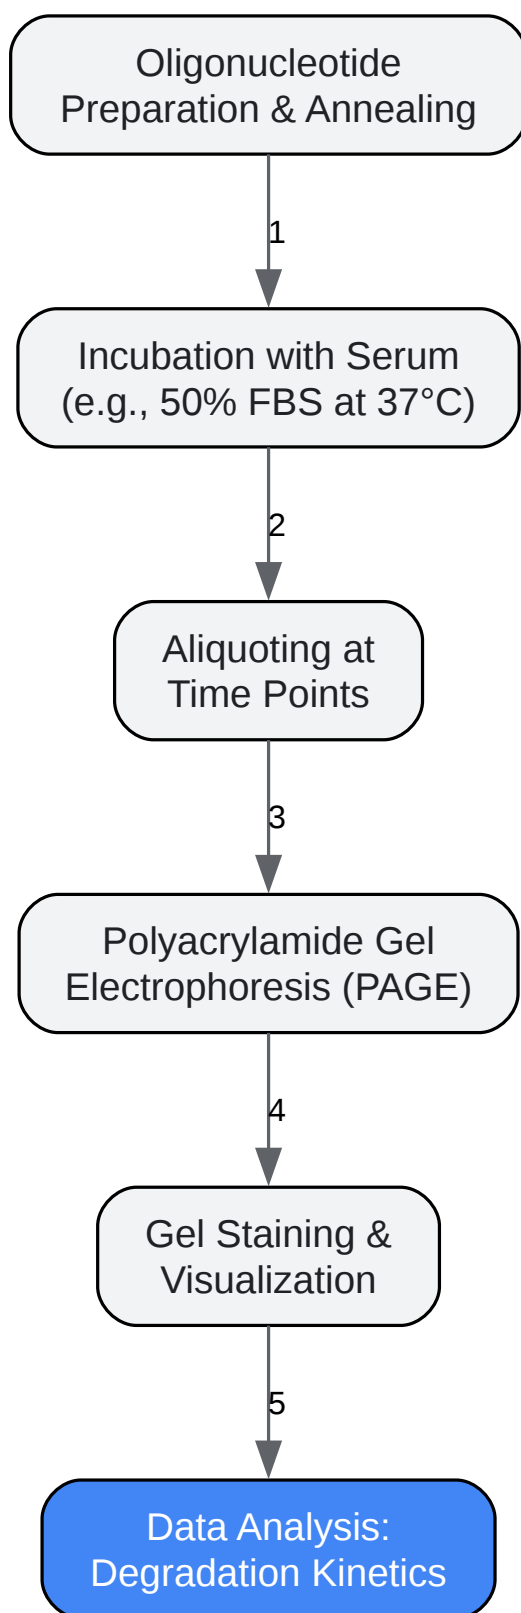 Oligonucleotide
Preparation & Annealing
1
Incubation with Serum
(e.g., 50% FBS at 37°C)
2
Aliquoting at
Time Points
3
Polyacrylamide Gel
Electrophoresis (PAGE)
4
Gel Staining &
Visualization
5
Data Analysis:
Degradation Kinetics